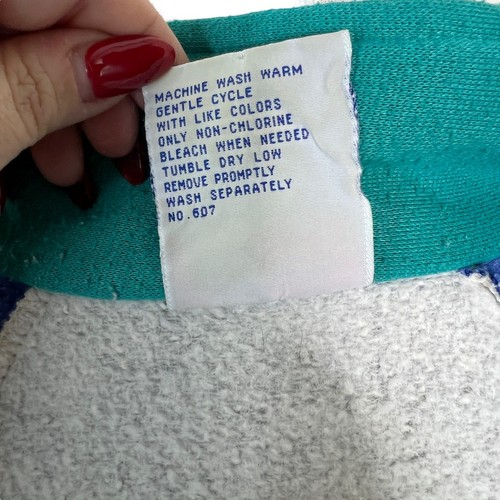 MACHINE WASH WARM
GENTLE CYCLE
WITH LIKE COLORS
ONLY NON-CHLORINE
BLEACH WHEN NEEDED
TUMBLE DRY LOW
REMOVE PROMPTLY
WASH SEPARATELY
NO.607